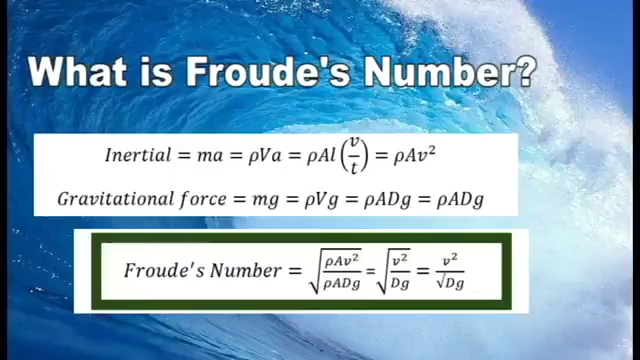 What is Froude's Number?
Inertial = ma = ρVa = ρAl(v/t) = ρAv²
Gravitational force = mg = ρVg = ρADg = ρADg
Froude's Number = √(ρAv²/ρADg) = √(v²/Dg) = v²/√Dg